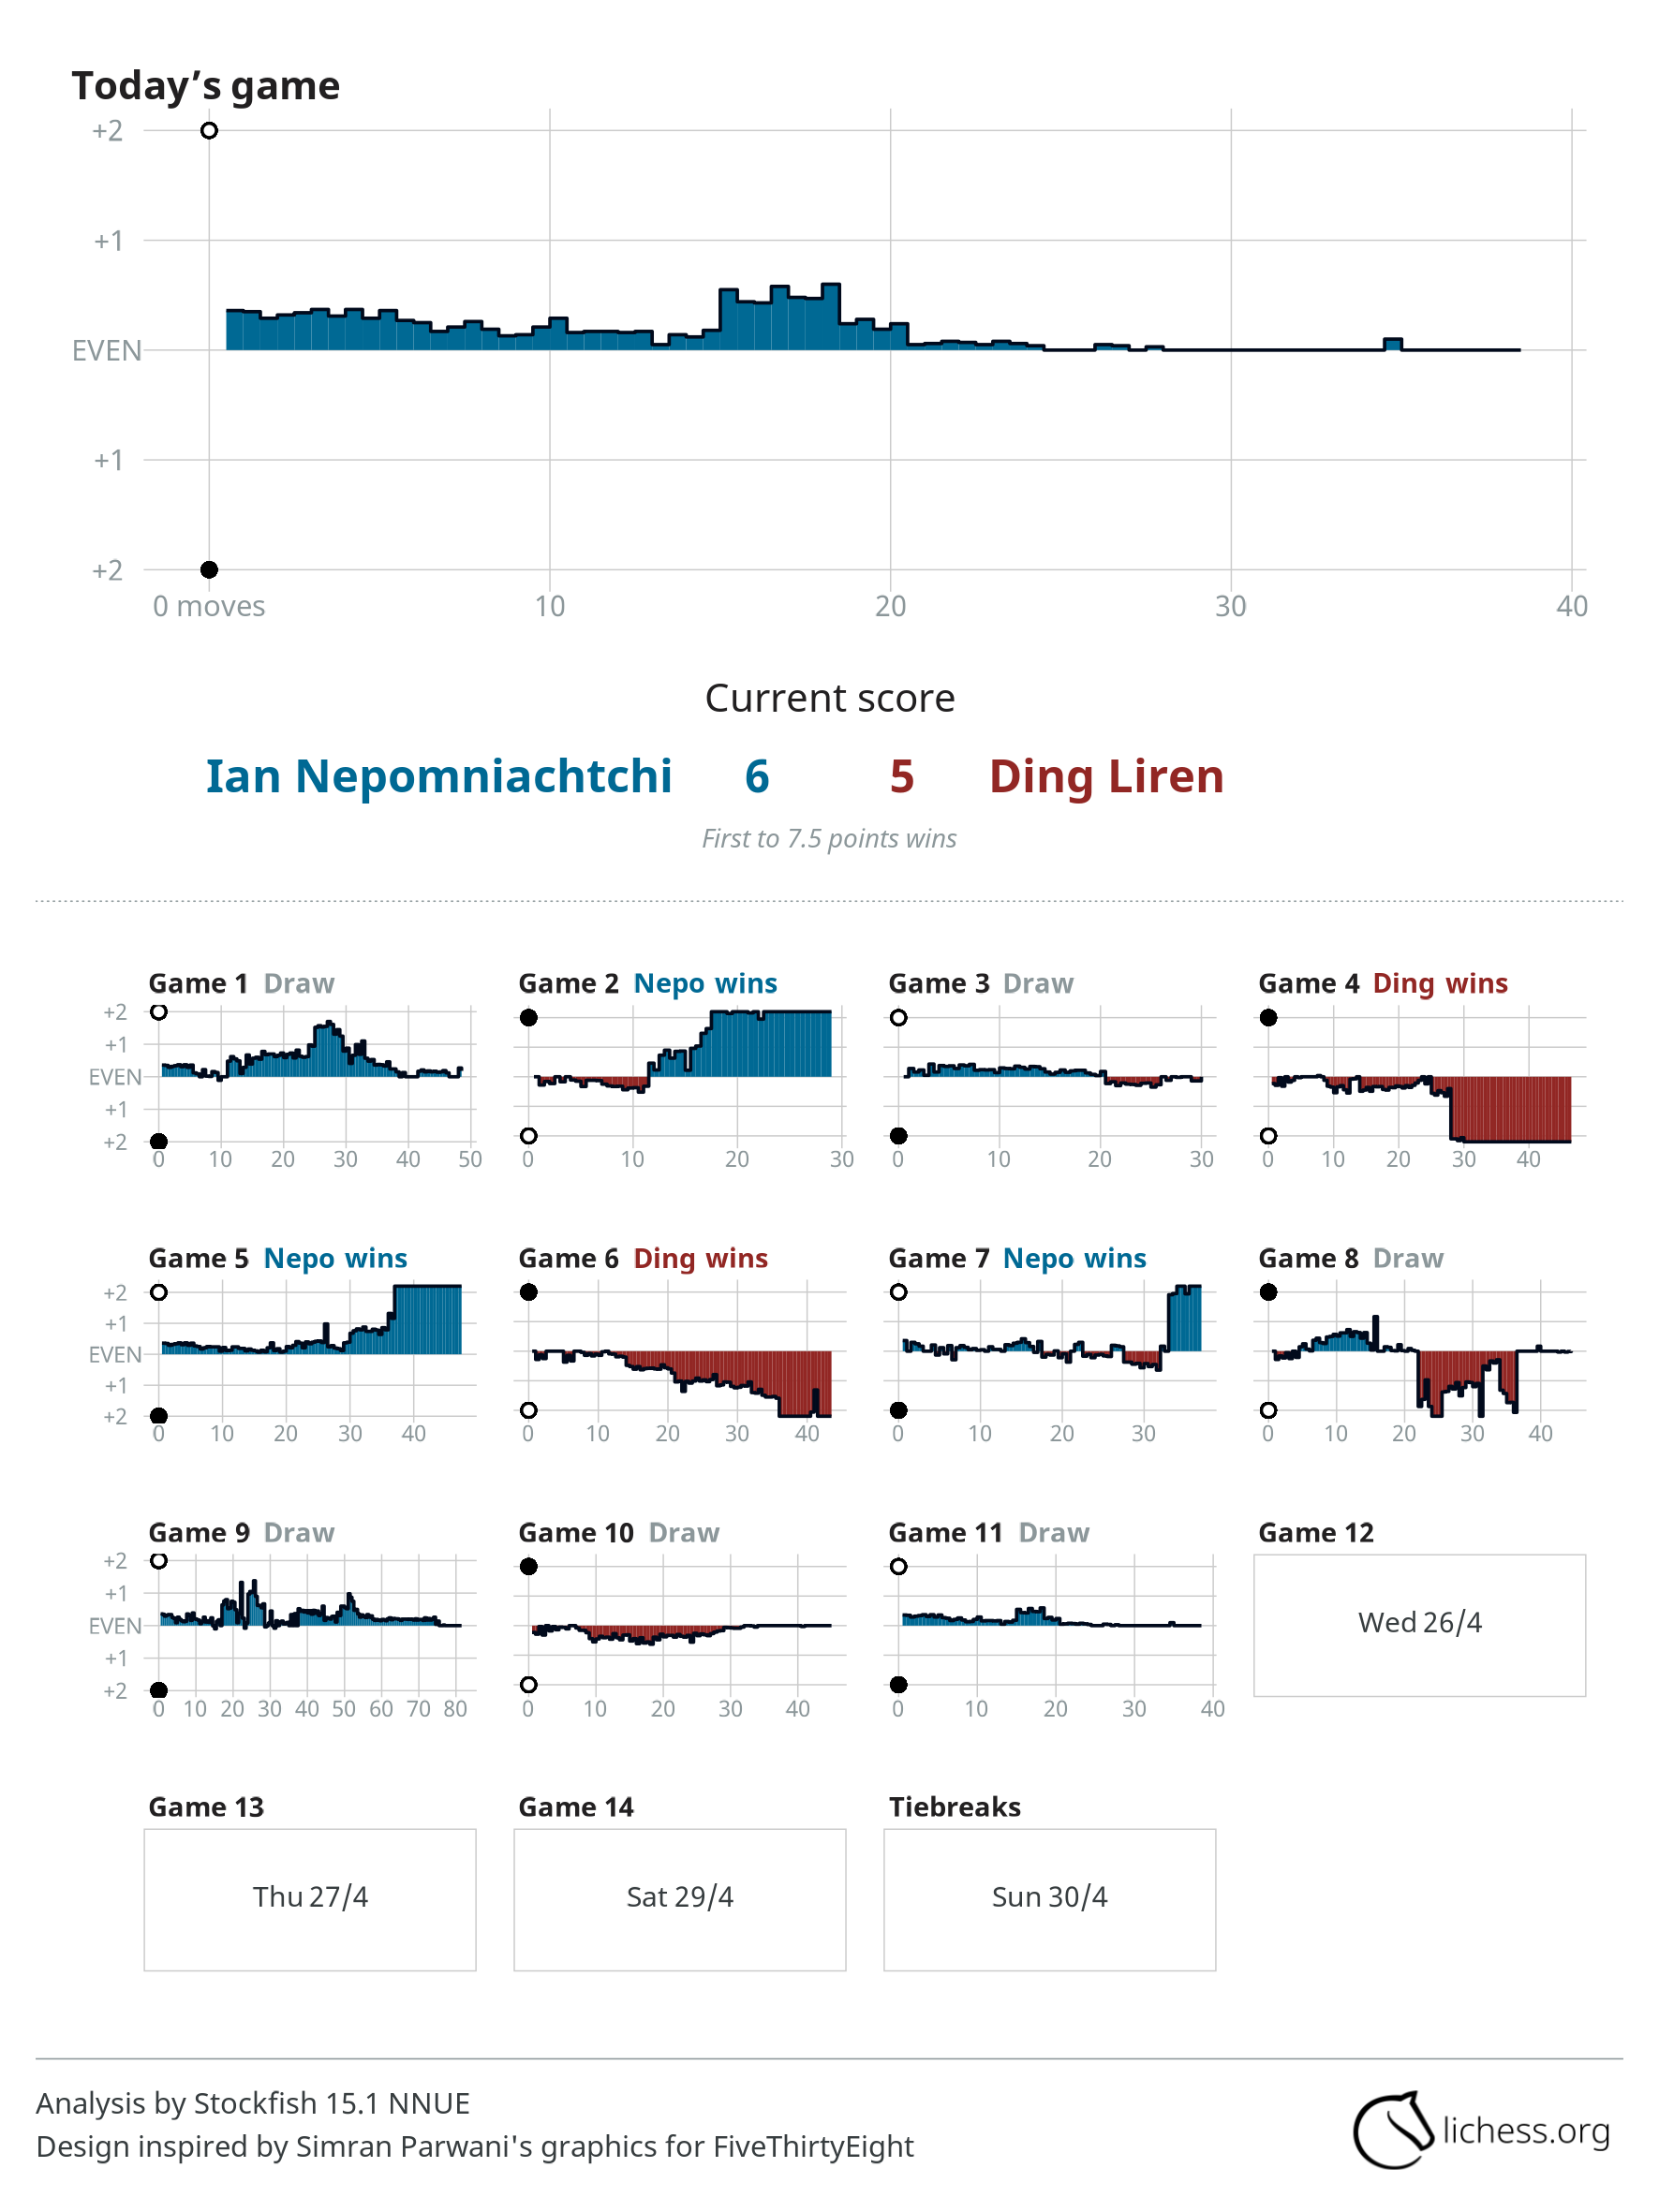 Today’s game
+2
+1
EVEN
+1
+2
0 moves 10 20 30 40
Current score
Ian Nepomniachtchi 6 5 Ding Liren
First to 7.5 points wins
Game 1 Draw
+2
+1
EVEN
+1
+2
0 10 20 30 40 50
Game 2 Nepo wins
0 10 20 30
Game 3 Draw
0 10 20 30
Game 4 Ding wins
0 10 20 30 40
Game 5 Nepo wins
+2
+1
EVEN
+1
+2
0 10 20 30 40
Game 6 Ding wins
0 10 20 30 40
Game 7 Nepo wins
0 10 20 30
Game 8 Draw
0 10 20 30 40
Game 9 Draw
+2
+1
EVEN
+1
+2
0 10 20 30 40 50 60 70 80
Game 10 Draw
0 10 20 30 40
Game 11 Draw
0 10 20 30 40
Game 12
Wed 26/4
Game 13
Thu 27/4
Game 14
Sat 29/4
Tiebreaks
Sun 30/4
Analysis by Stockfish 15.1 NNUE
Design inspired by Simran Parwani's graphics for FiveThirtyEight
lichess.org